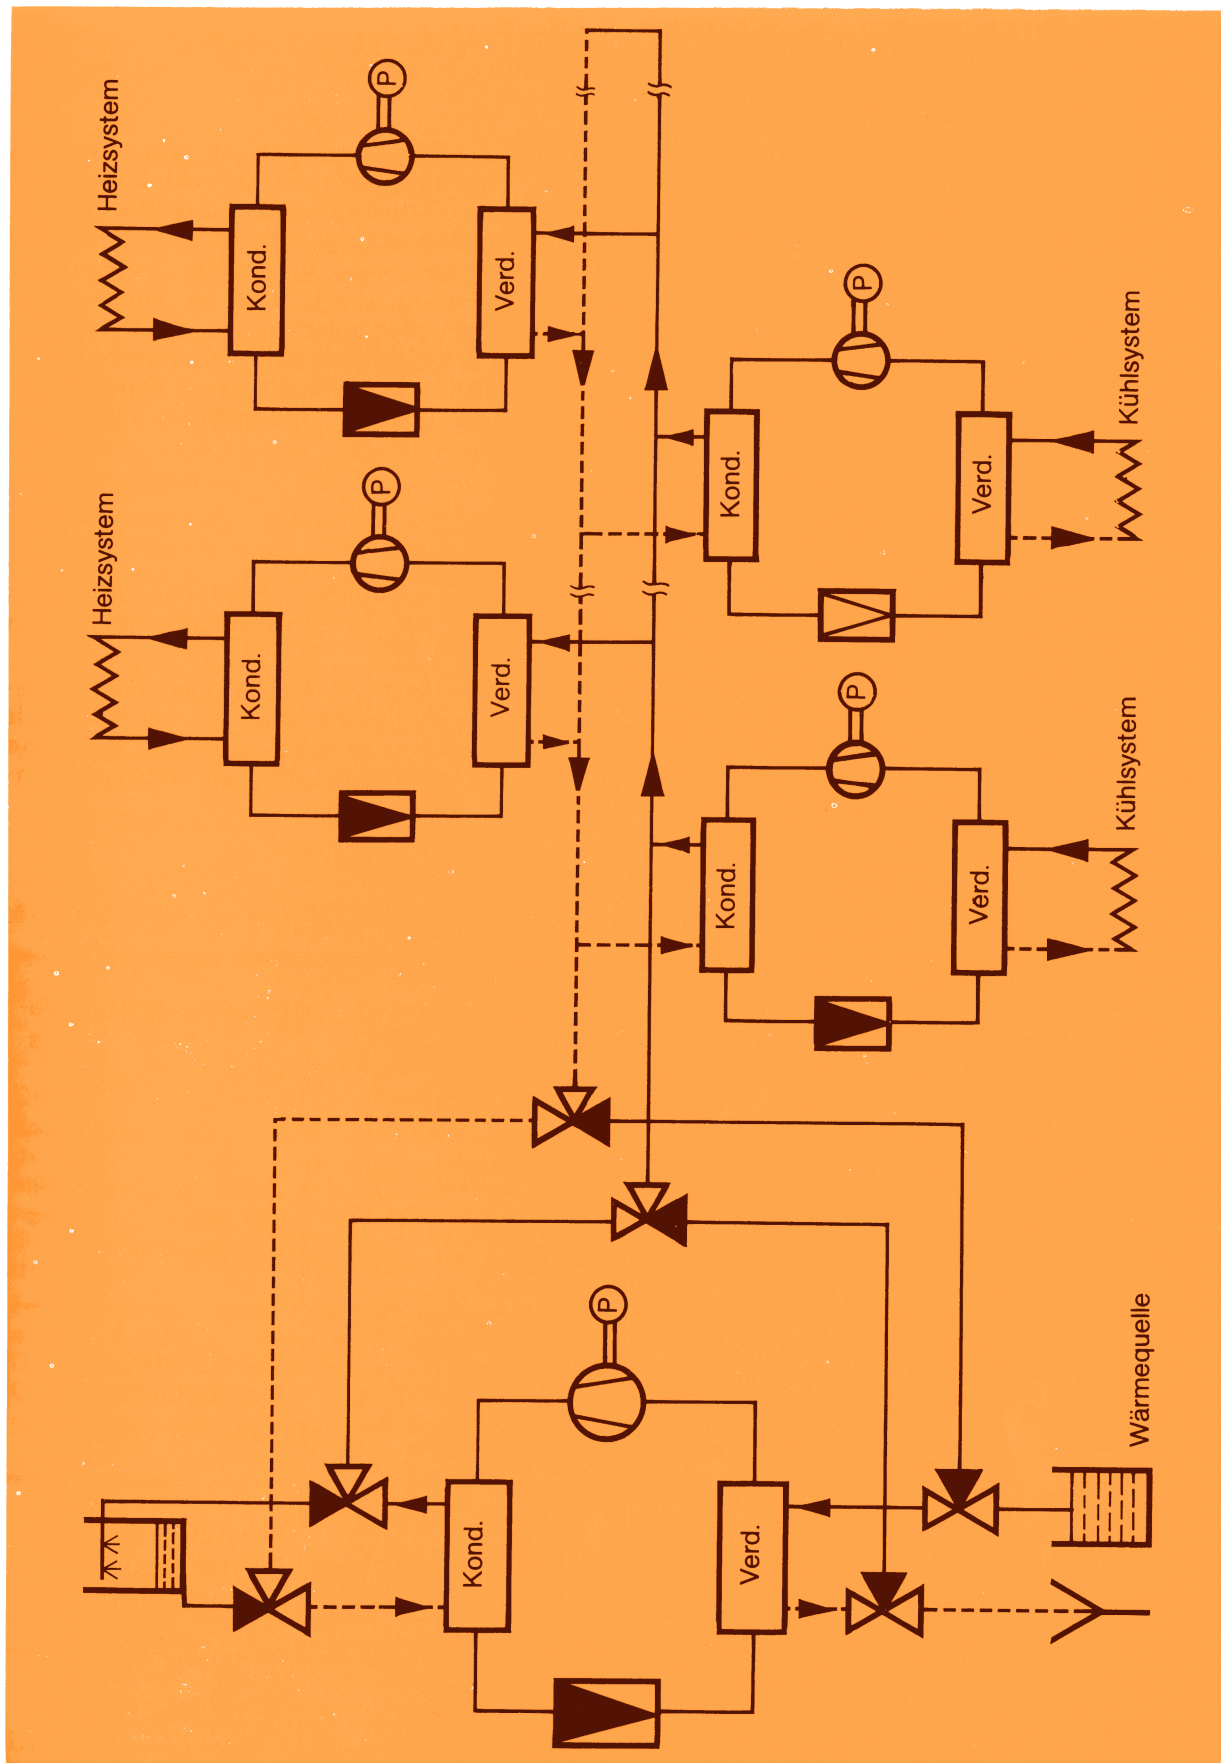 Heizsystem
Heizsystem
Kond.
Kond.
P
P
Kond.
Verd.
Verd.
P
Kond.
Kond.
Verd.
P
P
Verd.
Verd.
Wärmequelle
Kühlsystem
Kühlsystem